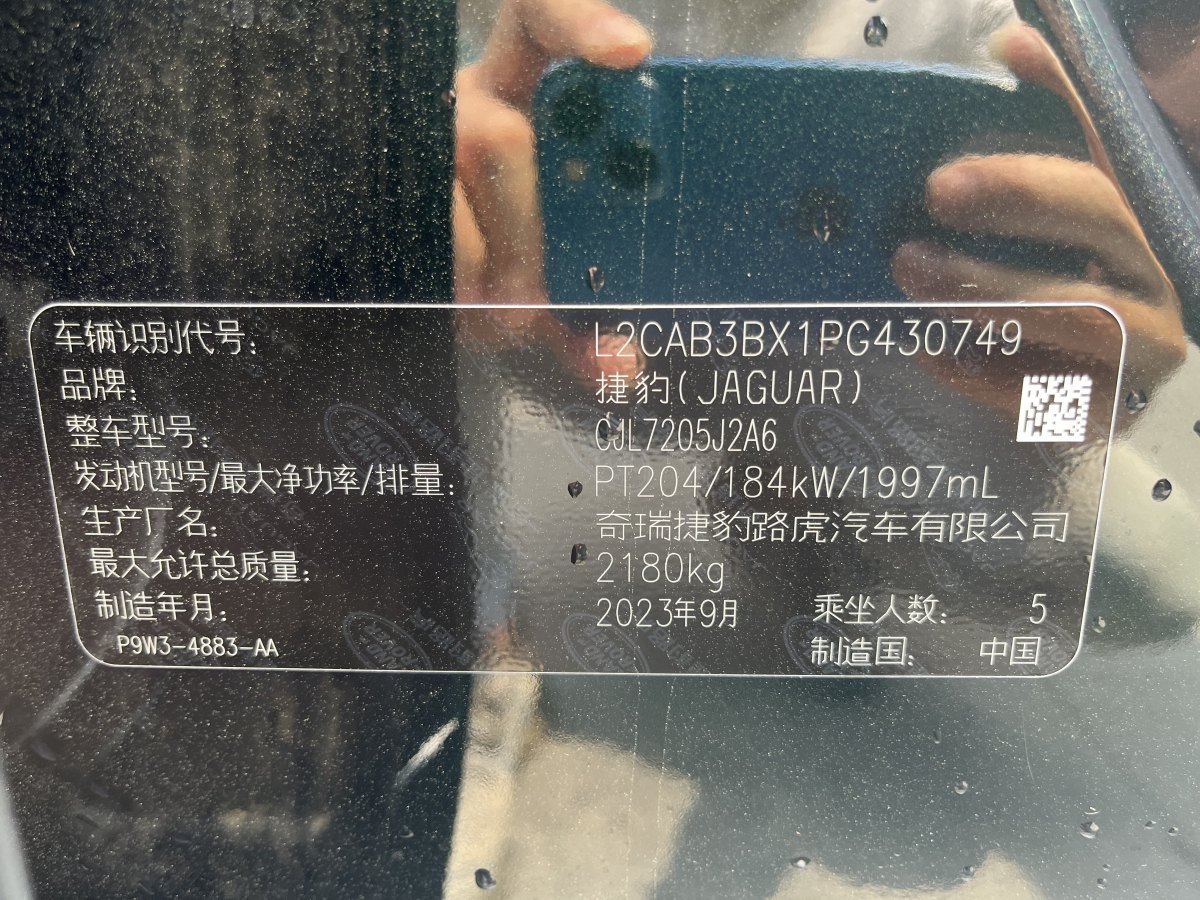 车辆识别代号: L2CAB3BX1PG430749
品牌: 捷豹(JAGUAR)
整车型号: CJL7205J2A6
发动机型号/最大净功率/排量: PT204/184kW/1997mL
生产厂名: 奇瑞捷豹路虎汽车有限公司
最大允许总质量: 2180kg
制造年月: 2023年9月 乘坐人数: 5
P9W3-4883-AA 制造国: 中国